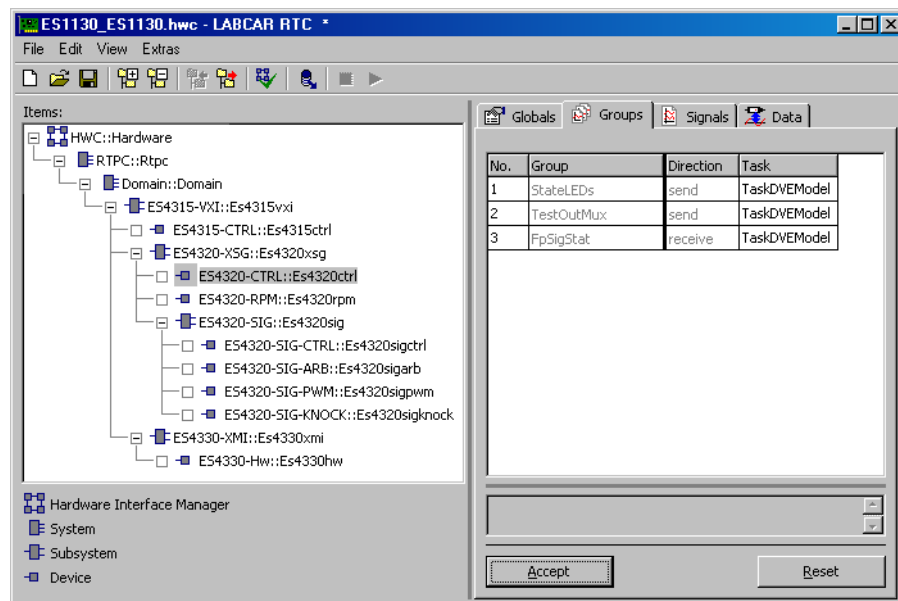 ES1130_ES1130.hwc - LABCAR RTC *
File Edit View Extras
Items:
HWC::Hardware
RTPC::Rtpc
Domain::Domain
ES4315-VXI::Es4315vxi
ES4315-CTRL::Es4315ctrl
ES4320-XSG::Es4320xsg
ES4320-CTRL::Es4320ctrl
ES4320-RPM::Es4320rpm
ES4320-SIG::Es4320sig
ES4320-SIG-CTRL::Es4320sigctrl
ES4320-SIG-ARB::Es4320sigarb
ES4320-SIG-PWM::Es4320sigpwm
ES4320-SIG-KNOCK::Es4320sigknock
ES4330-XMI::Es4330xmi
ES4330-Hw::Es4330hw
Hardware Interface Manager
System
Subsystem
Device
Globals Groups Signals Data
No. Group Direction Task
1 StateLEDs send TaskDVEModel
2 TestOutMux send TaskDVEModel
3 FpSigStat receive TaskDVEModel
Accept Reset